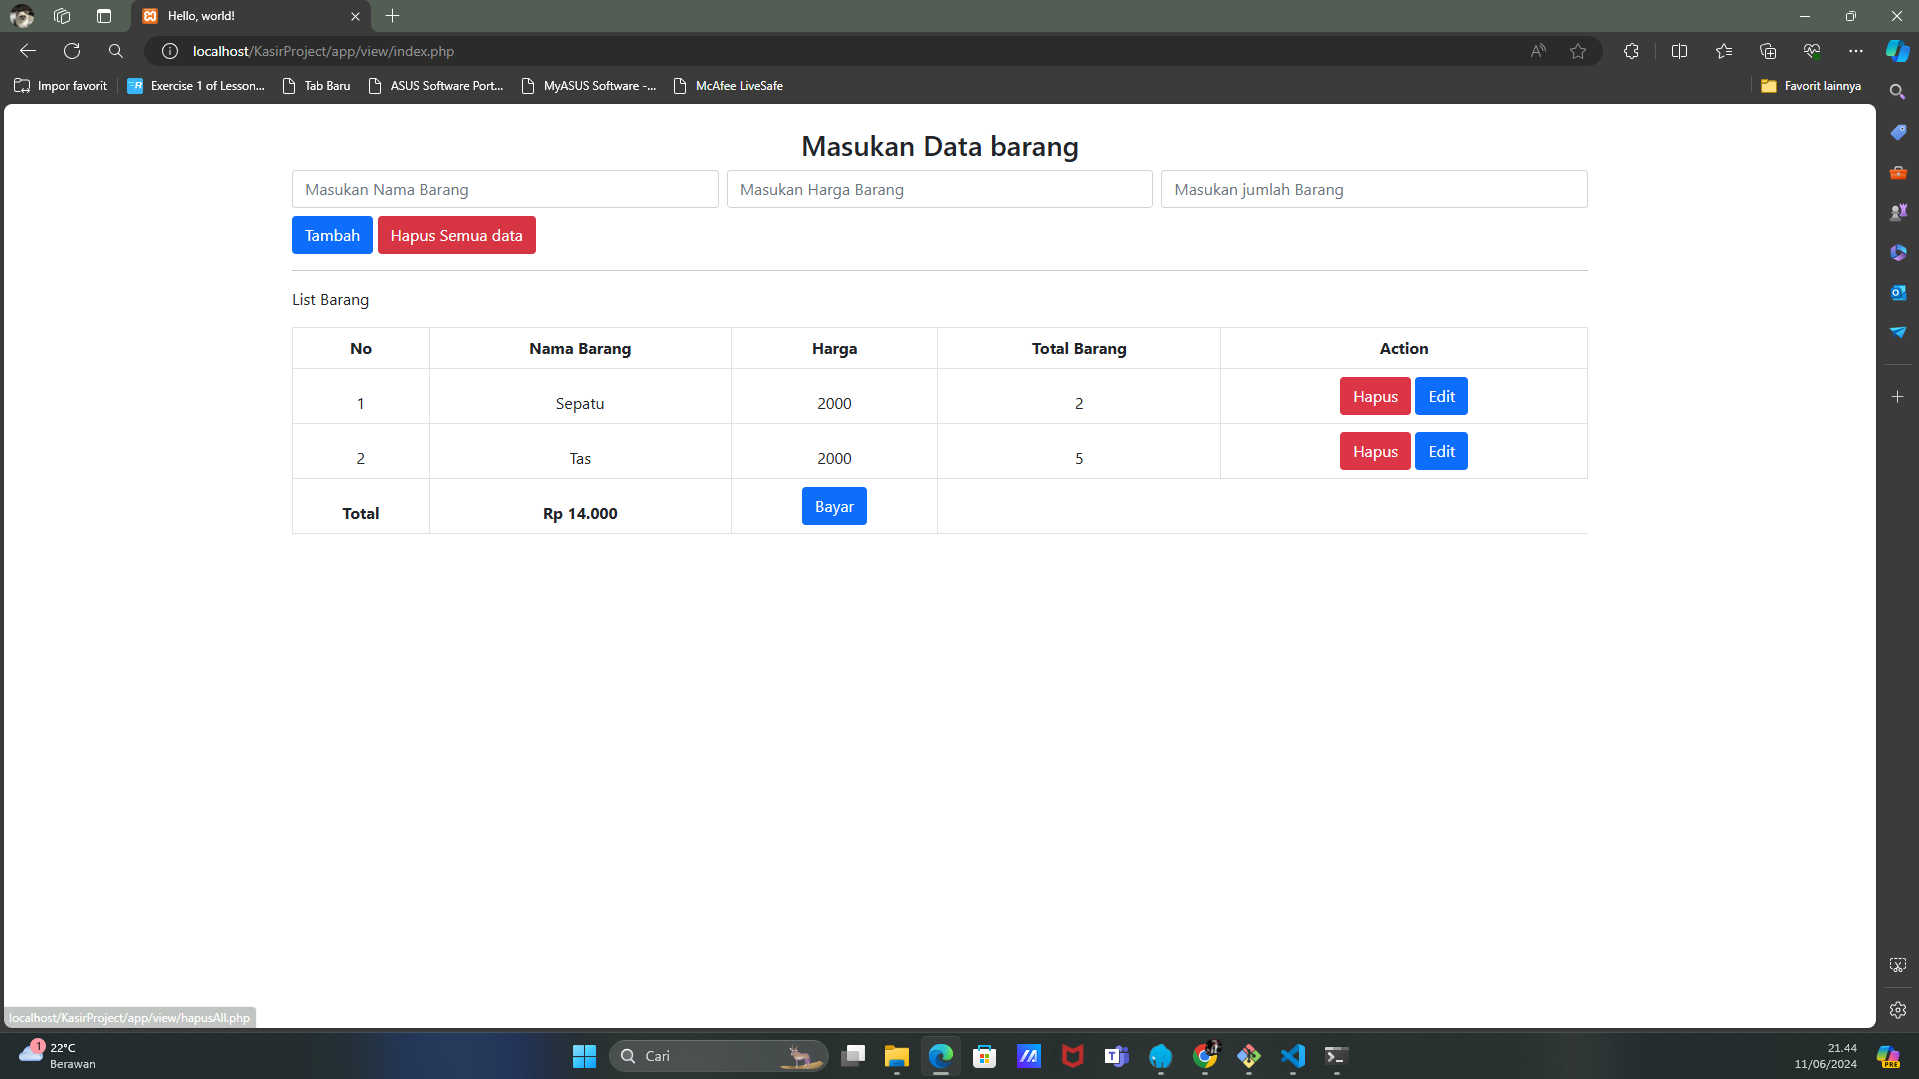 Hello, world!
localhost/KasirProject/app/view/index.php
Impor favorit
Exercise 1 of Lesson...
Tab Baru
ASUS Software Port...
MyASUS Software -...
McAfee LiveSafe
Favorit lainnya
Masukan Data barang
Masukan Nama Barang
Masukan Harga Barang
Masukan jumlah Barang
Tambah
Hapus Semua data
List Barang
No Nama Barang Harga Total Barang Action
1 Sepatu 2000 2 Hapus Edit
2 Tas 2000 5 Hapus Edit
Total Rp 14.000 Bayar
localhost/KasirProject/app/view/hapusAll.php
1
22°C
Berawan
Cari
21.44
11/06/2024
PRE